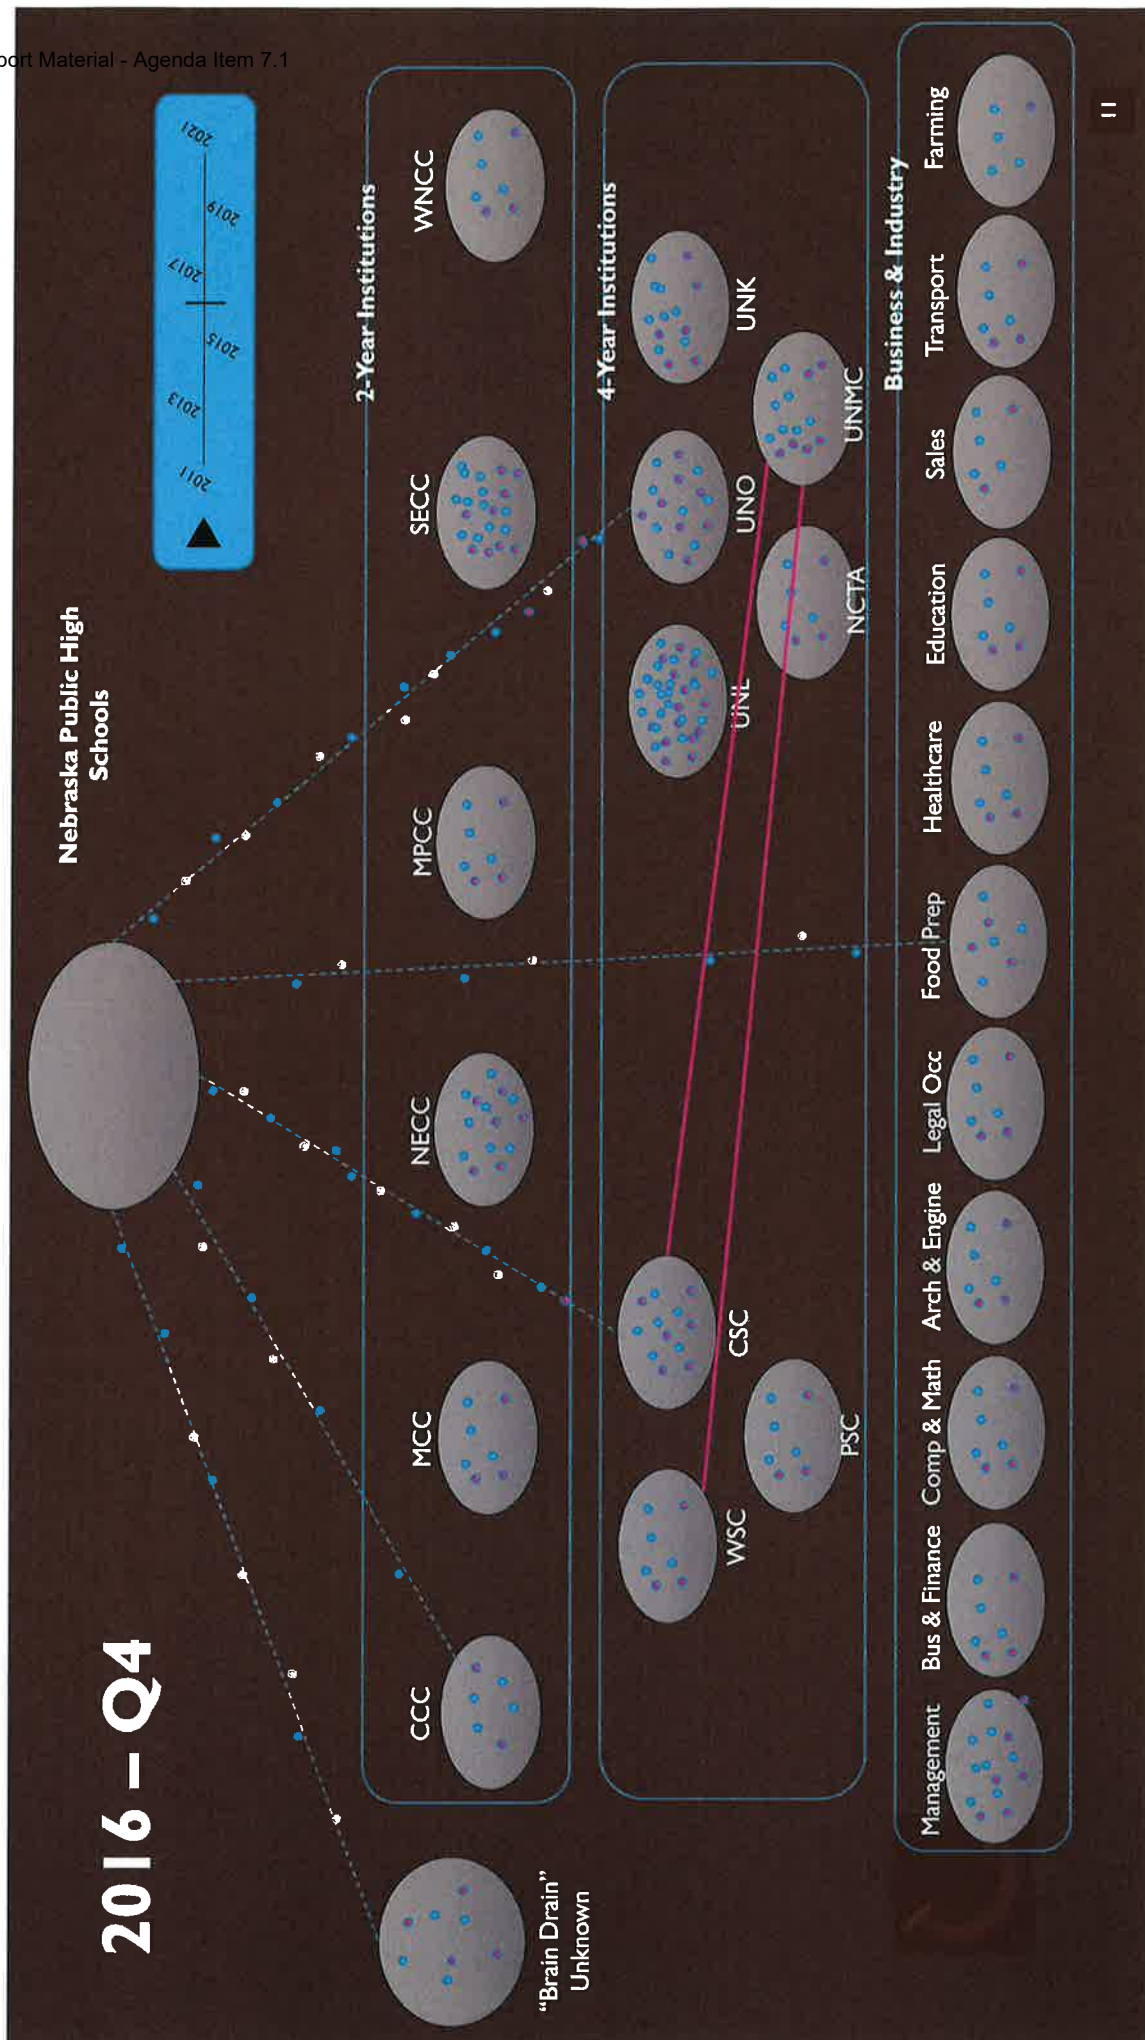 port Material - Agenda Item 7.1
2016 – Q4
Nebraska Public High
Schools
2011
2013
2015
2017
2019
2021
2-Year Institutions
CCC
MCC
NECC
MPCC
SECC
WNCC
"Brain Drain"
Unknown
4-Year Institutions
WSC
CSC
UNL
UNO
UNK
PSC
NCTA
UNMC
Business & Industry
Management
Bus & Finance
Comp & Math
Arch & Engine
Legal Occ
Food Prep
Healthcare
Education
Sales
Transport
Farming
11